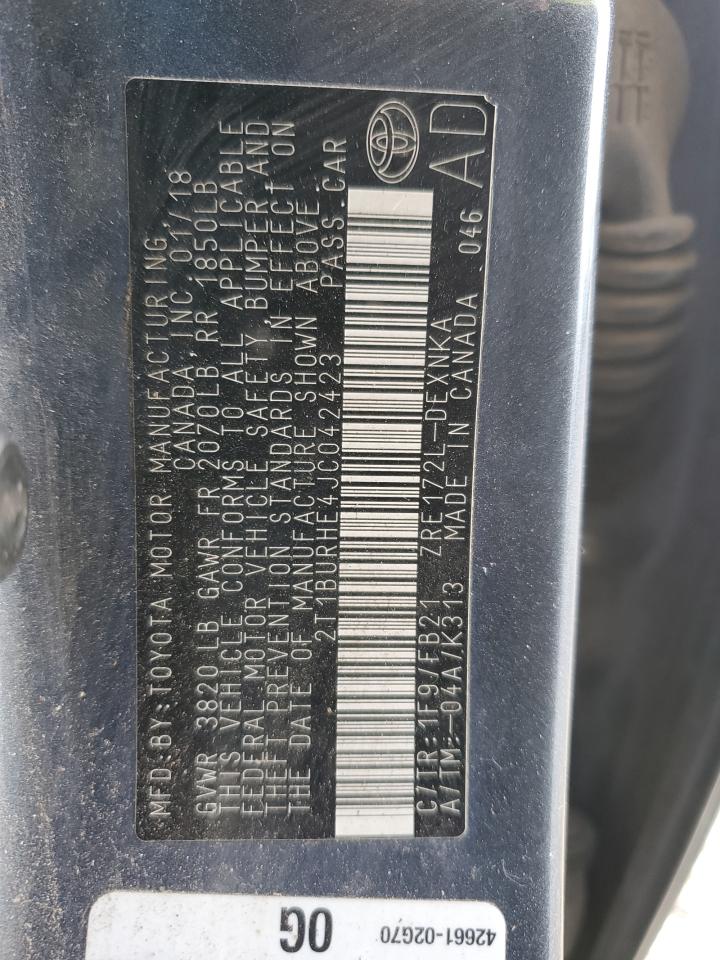 MFD.BY:TOYOTA MOTOR MANUFACTURING,
CANADA, INC. 01/18
GVWR 3820 LB GAWR FR 2070LB RR 1850LB
THIS VEHICLE CONFORMS TO ALL APPLICABLE
FEDERAL MOTOR VEHICLE SAFETY, BUMPER AND
THEFT PREVENTION STANDARDS IN EFFECT ON
THE DATE OF MANUFACTURE SHOWN ABOVE.
2T1BURHE4JC042423 PASS.CAR
C/TR:1F9/FB21 ZRE172L-DEXNKA
A/TM:-04A/K313 MADE IN CANADA 046
AD
0G
42661-02G70